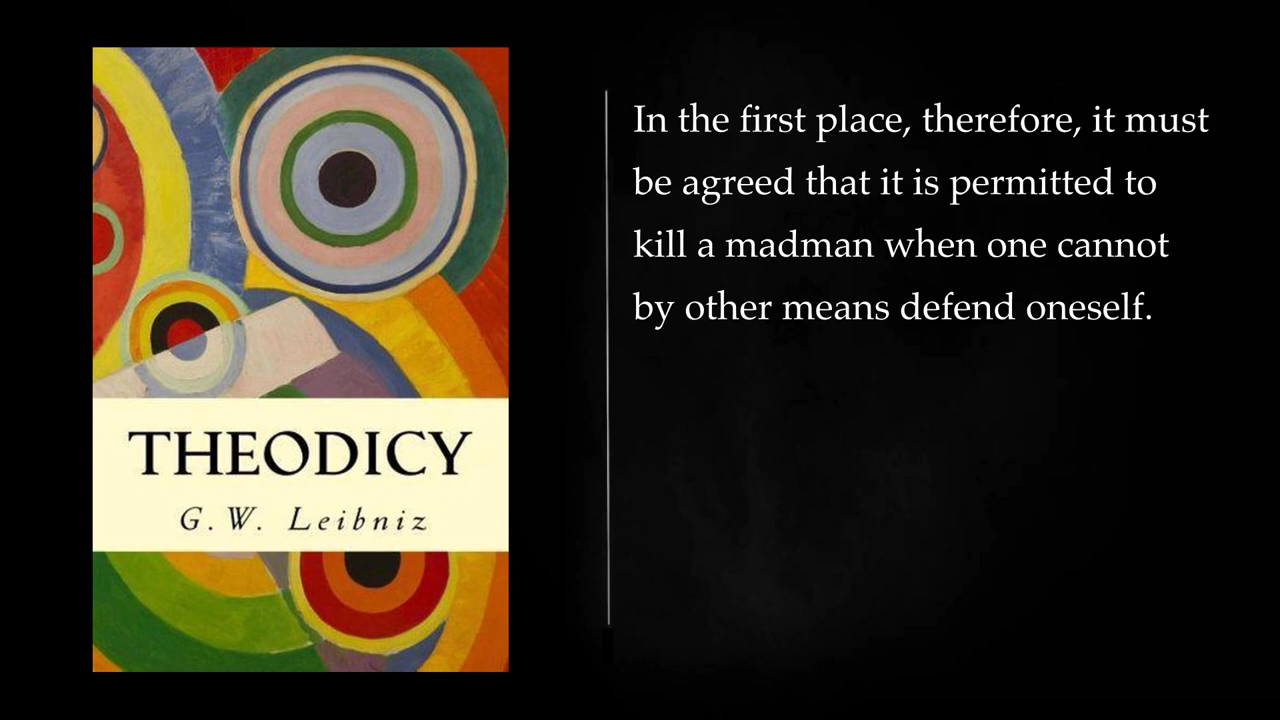 THEODICY
G. W. Leibniz
In the first place, therefore, it must
be agreed that it is permitted to
kill a madman when one cannot
by other means defend oneself.